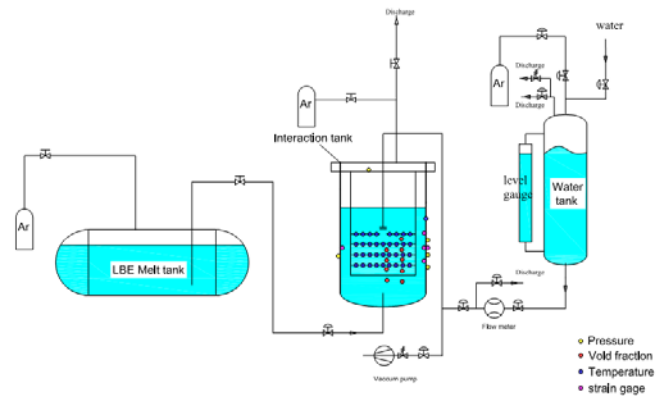 Discharge
water
Discharge
Ar
Ar
Discharge
Interaction tank
level
gauge
Water
tank
Ar
LBE Melt tank
Discharge
Flow meter
Vacuum pump
Pressure
Void fraction
Temperature
strain gage